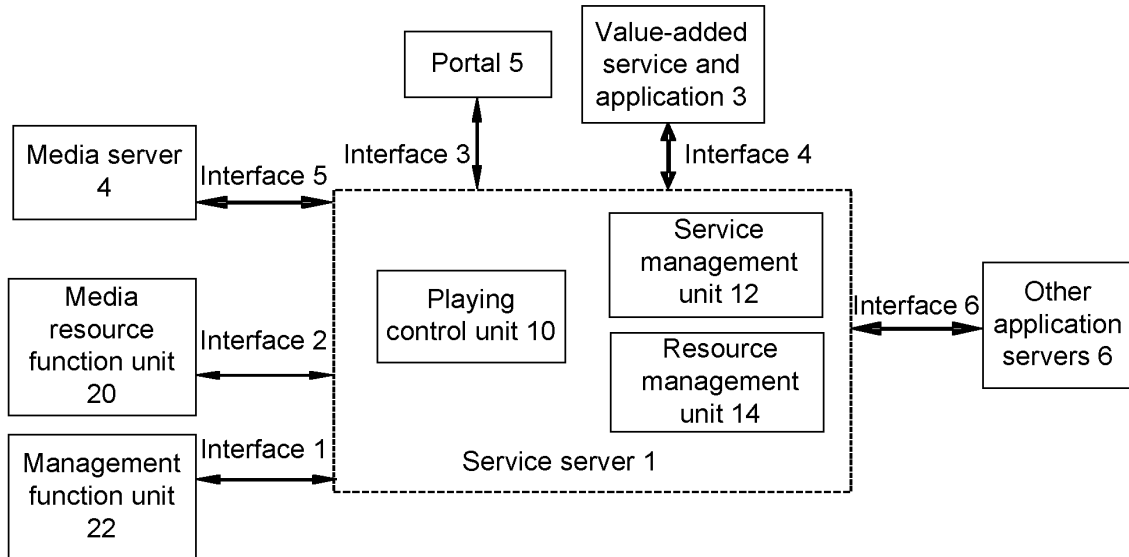 Portal 5
Value-added
service and
application 3
Media server
4
Interface 5
Interface 3
Interface 4
Media
resource
function unit
20
Interface 2
Playing
control unit 10
Service
management
unit 12
Resource
management
unit 14
Interface 6
Other
application
servers 6
Management
function unit
22
Interface 1
Service server 1